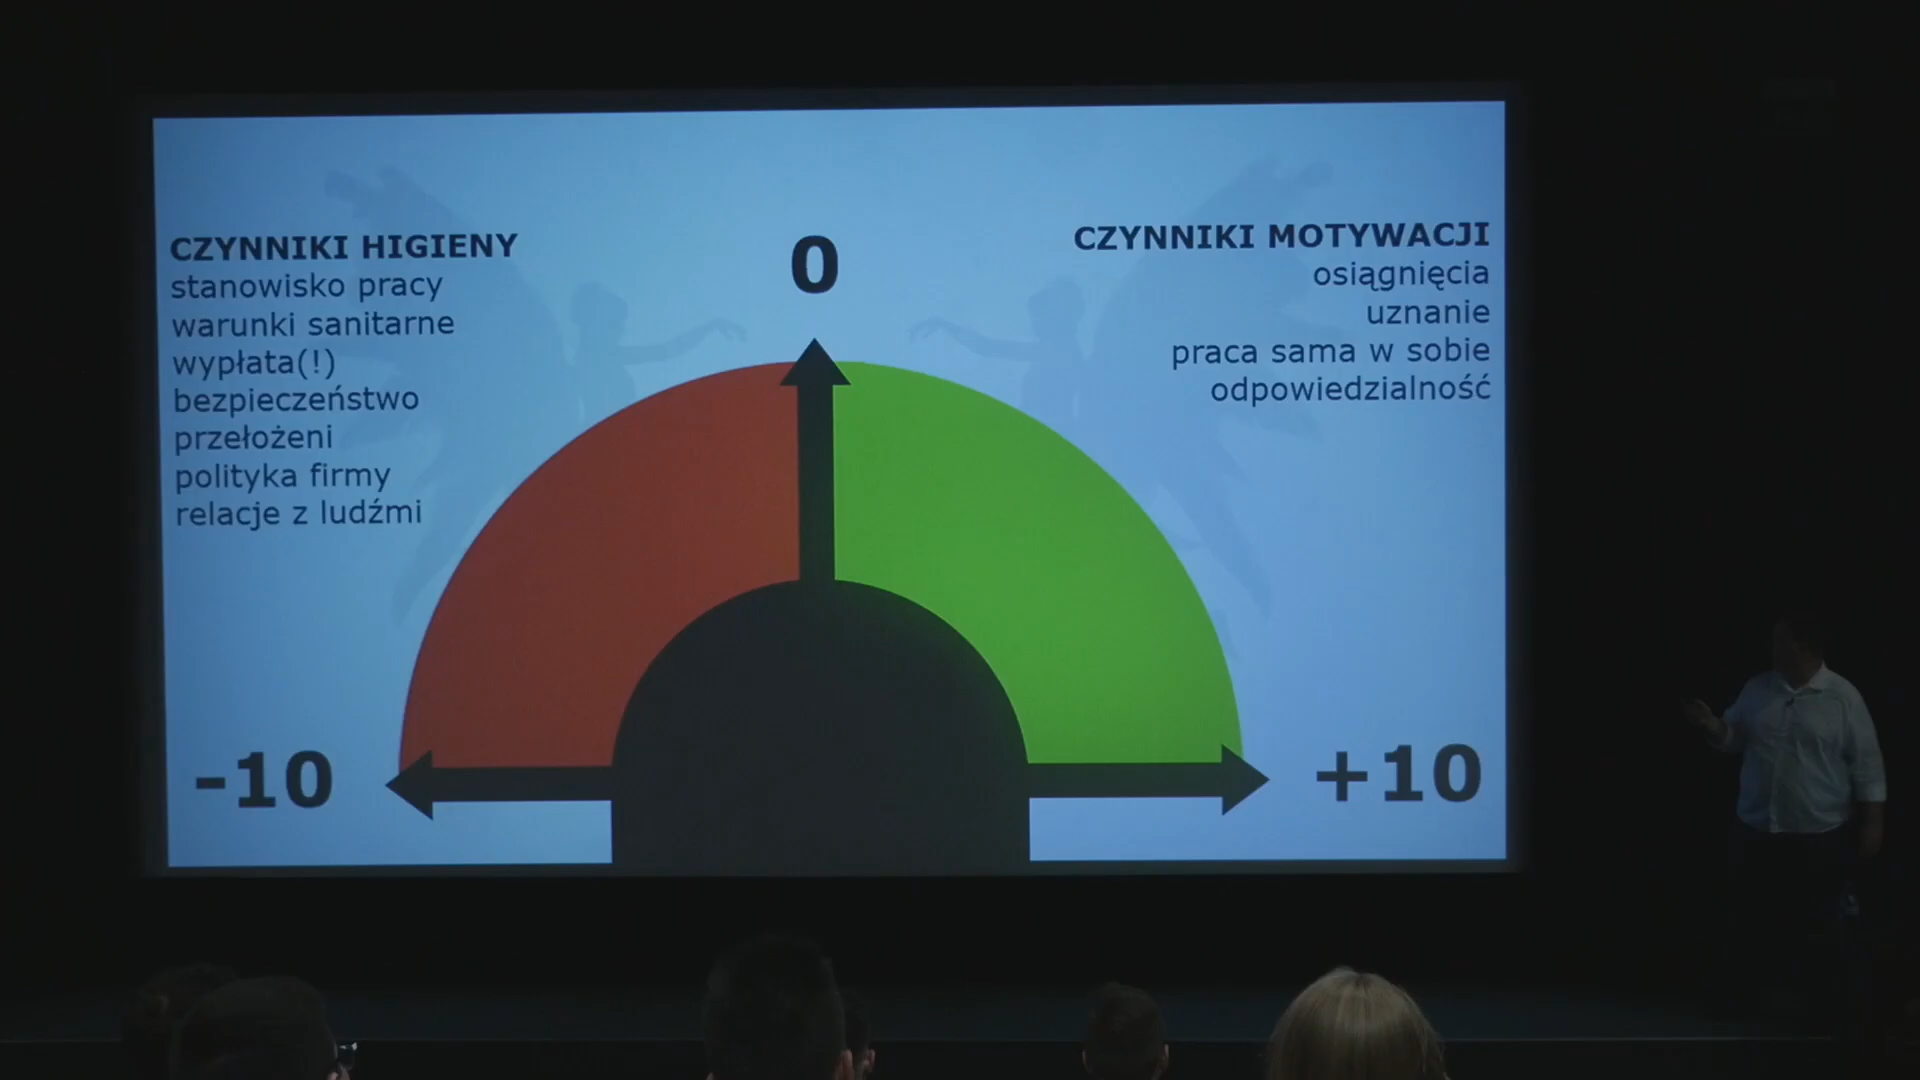 CZYNNIKI HIGIENY
stanowisko pracy
warunki sanitarne
wypłata(!)
bezpieczeństwo
przełożeni
polityka firmy
relacje z ludźmi
0
CZYNNIKI MOTYWACJI
osiągnięcia
uznanie
praca sama w sobie
odpowiedzialność
-10
+10